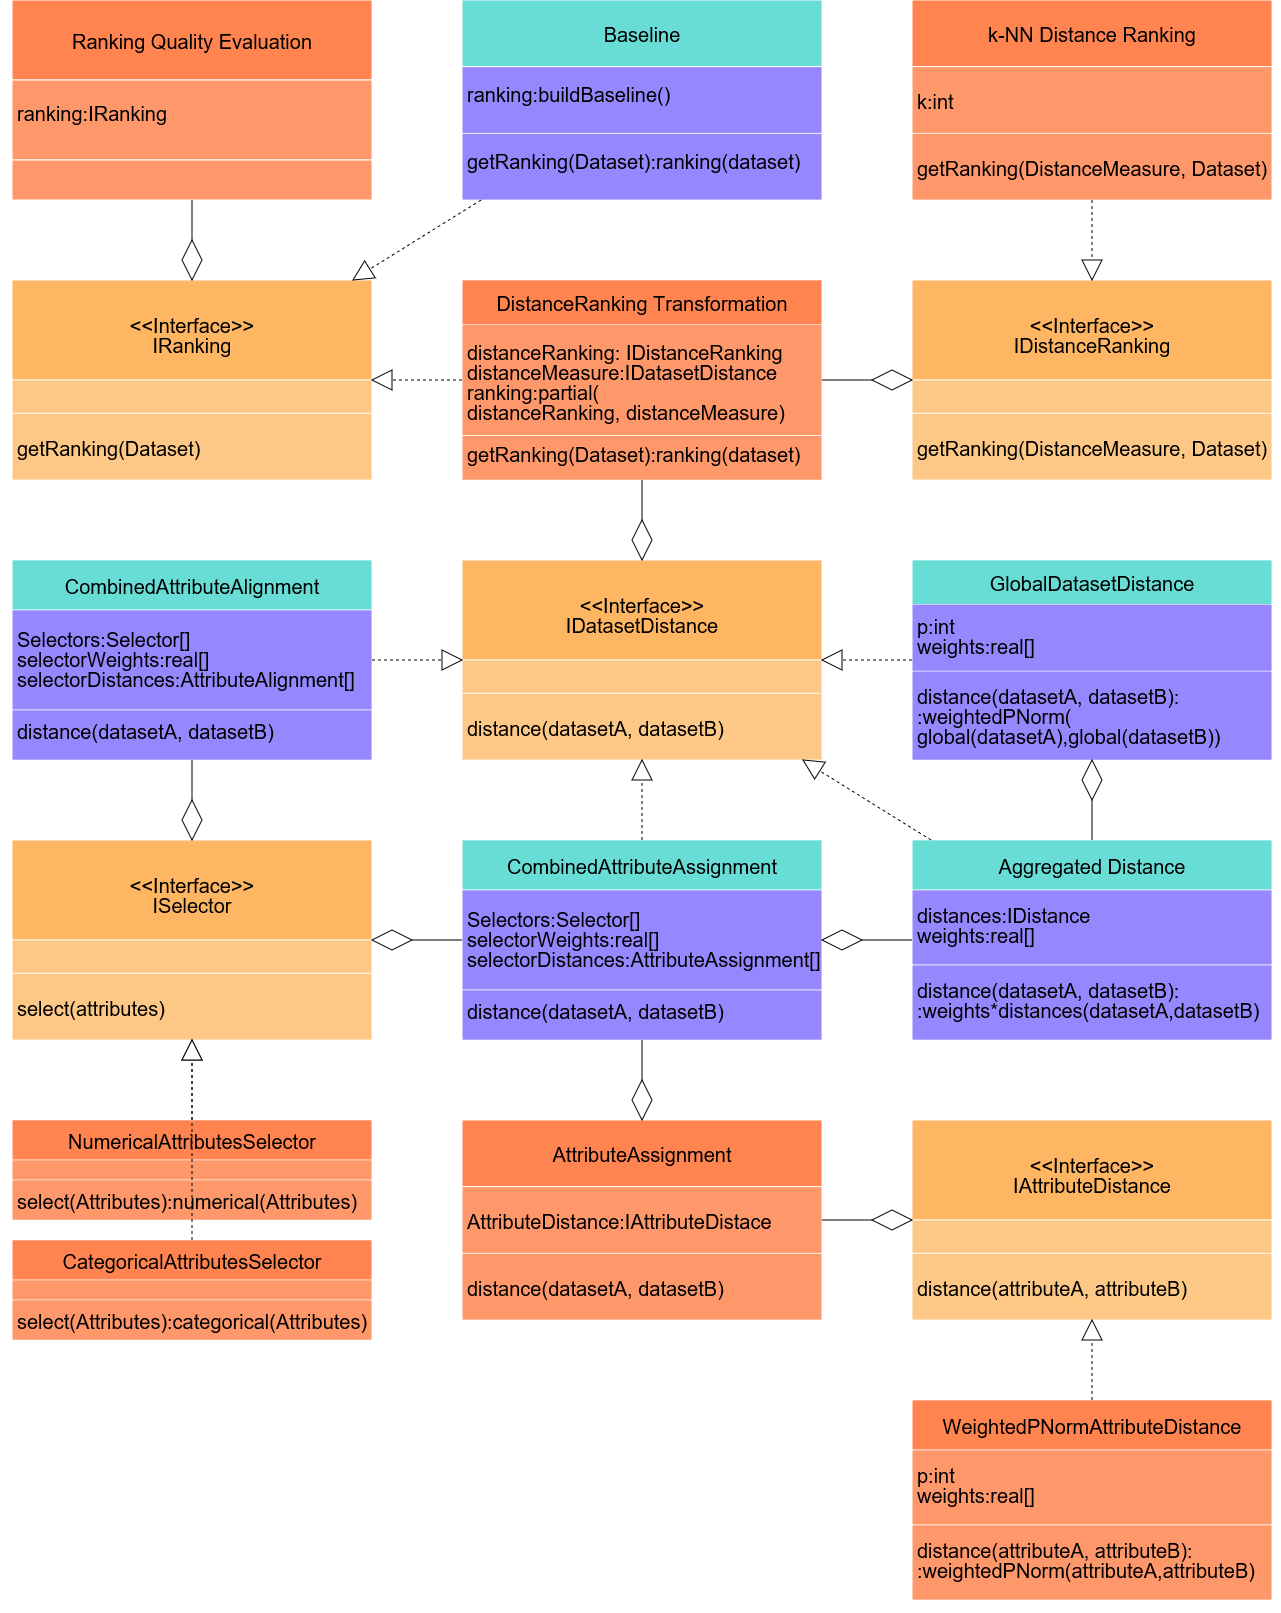 Ranking Quality Evaluation
ranking:IRanking
Baseline
ranking:buildBaseline()
getRanking(Dataset):ranking(dataset)
k-NN Distance Ranking
k:int
getRanking(DistanceMeasure, Dataset)
<<Interface>>
IRanking
getRanking(Dataset)
DistanceRanking Transformation
distanceRanking: IDistanceRanking
distanceMeasure:IDatasetDistance
ranking:partial(
distanceRanking, distanceMeasure)
getRanking(Dataset):ranking(dataset)
<<Interface>>
IDistanceRanking
getRanking(DistanceMeasure, Dataset)
CombinedAttributeAlignment
Selectors:Selector[]
selectorWeights:real[]
selectorDistances:AttributeAlignment[]
distance(datasetA, datasetB)
<<Interface>>
IDatasetDistance
distance(datasetA, datasetB)
GlobalDatasetDistance
p:int
weights:real[]
distance(datasetA, datasetB):
:weightedPNorm(
global(datasetA),global(datasetB))
<<Interface>>
ISelector
select(attributes)
CombinedAttributeAssignment
Selectors:Selector[]
selectorWeights:real[]
selectorDistances:AttributeAssignment[]
distance(datasetA, datasetB)
Aggregated Distance
distances:IDistance
weights:real[]
distance(datasetA, datasetB):
:weights*distances(datasetA,datasetB)
NumericalAttributesSelector
select(Attributes):numerical(Attributes)
CategoricalAttributesSelector
select(Attributes):categorical(Attributes)
AttributeAssignment
AttributeDistance:IAttributeDistace
distance(datasetA, datasetB)
<<Interface>>
IAttributeDistance
distance(attributeA, attributeB)
WeightedPNormAttributeDistance
p:int
weights:real[]
distance(attributeA, attributeB):
:weightedPNorm(attributeA,attributeB)